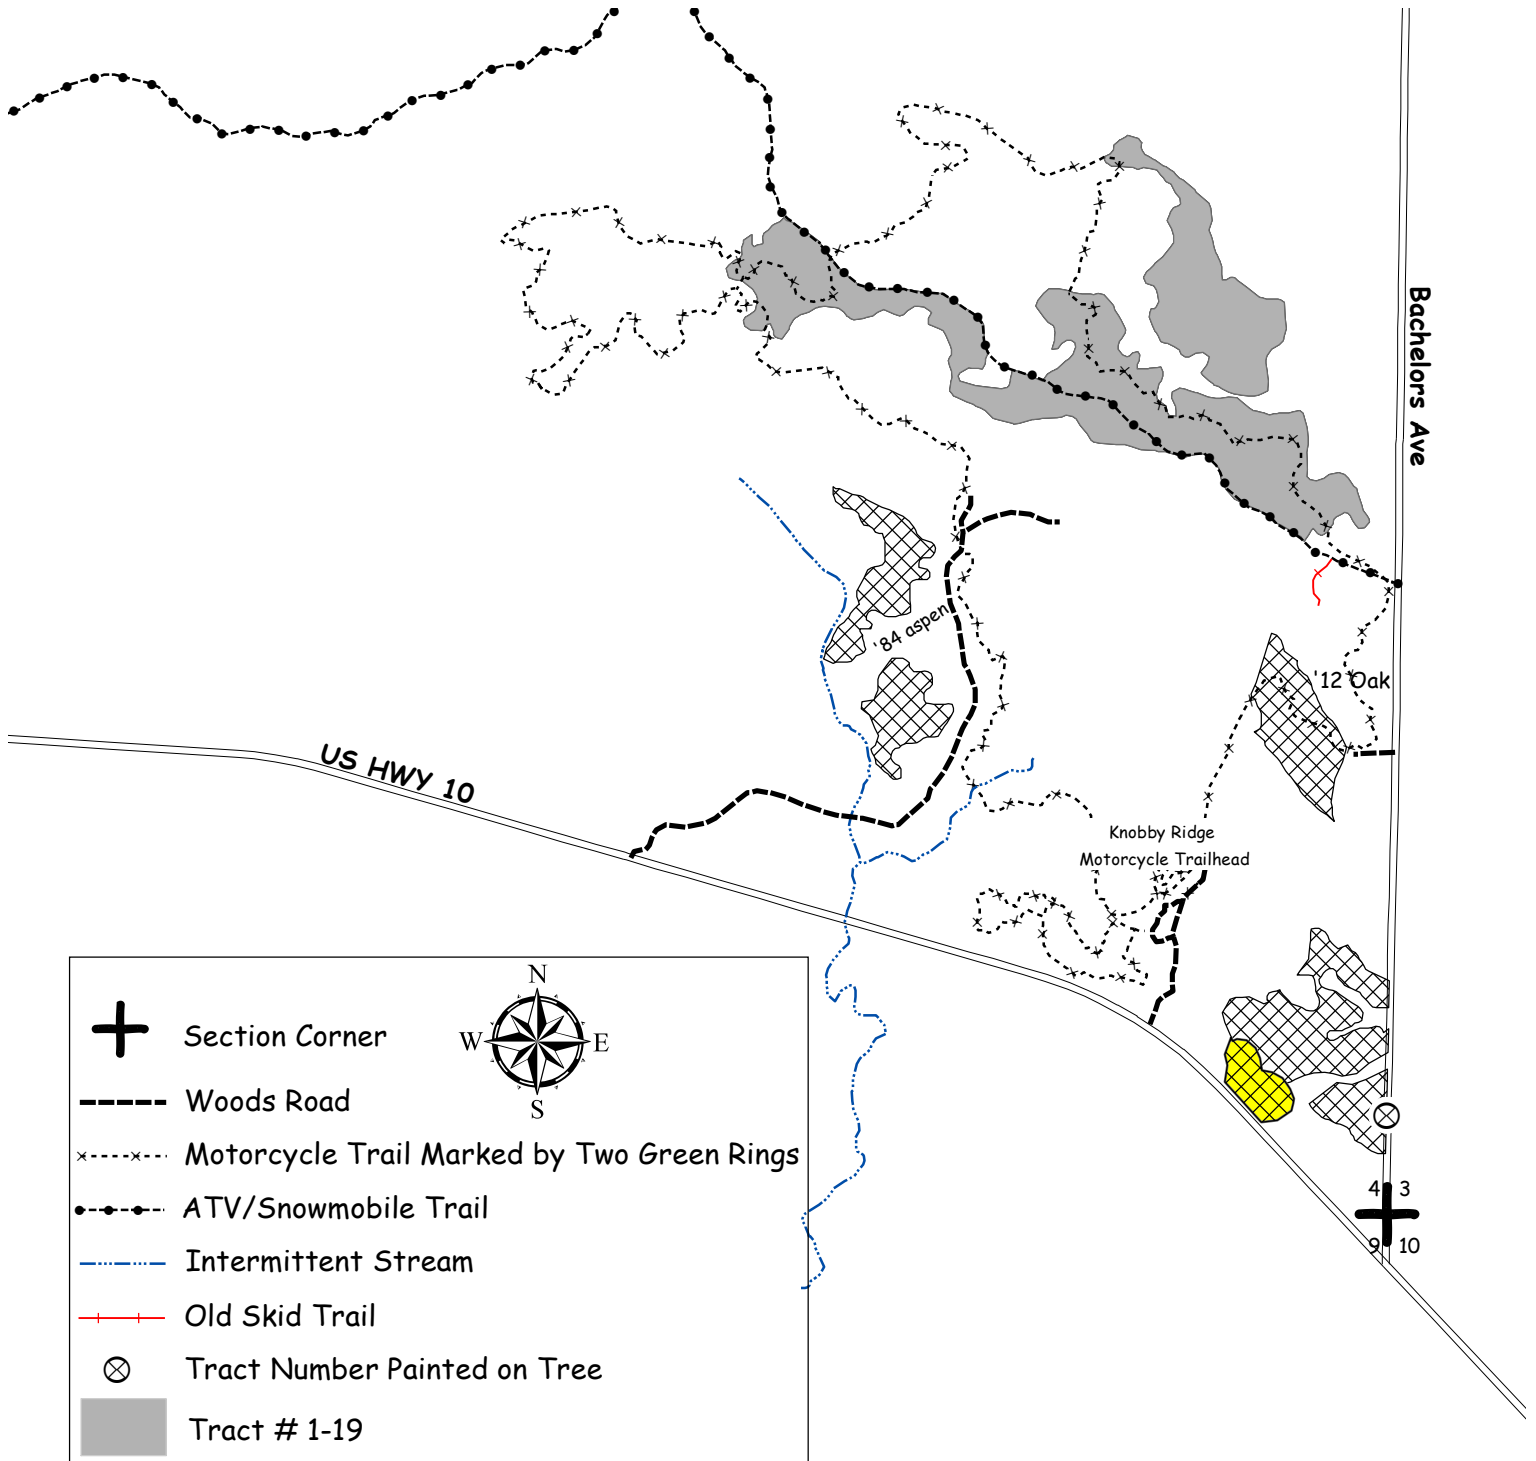 Bachelors Ave
'84 aspen
'12 Oak
US HWY 10
Knobby Ridge
Motorcycle Trailhead
N
W E
S
Section Corner
Woods Road
Motorcycle Trail Marked by Two Green Rings
ATV/Snowmobile Trail
Intermittent Stream
Old Skid Trail
Tract Number Painted on Tree
Tract # 1-19
4 3
9 10